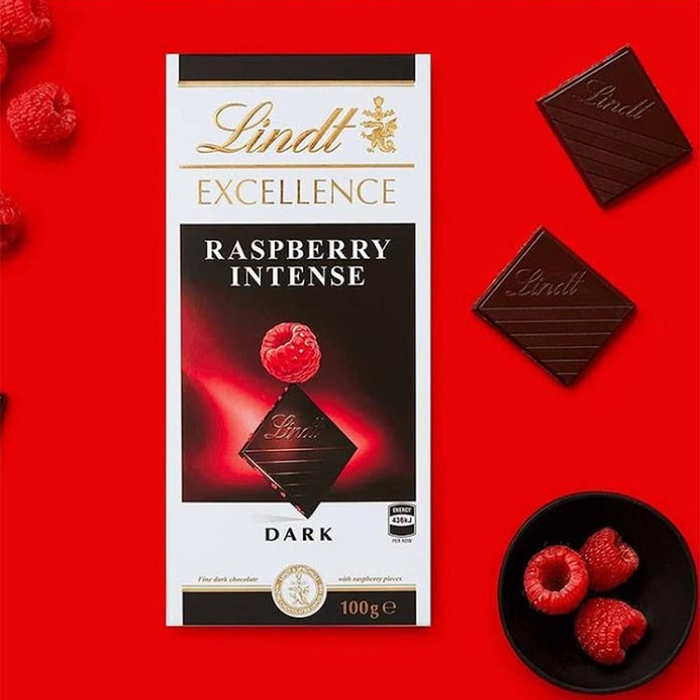 Lindt
EXCELLENCE
RASPBERRY
INTENSE
Lindt
DARK
ENERGY
436kJ
PER ROW
Fine dark chocolate
with raspberry pieces
100g ℮
Lindt
Lindt